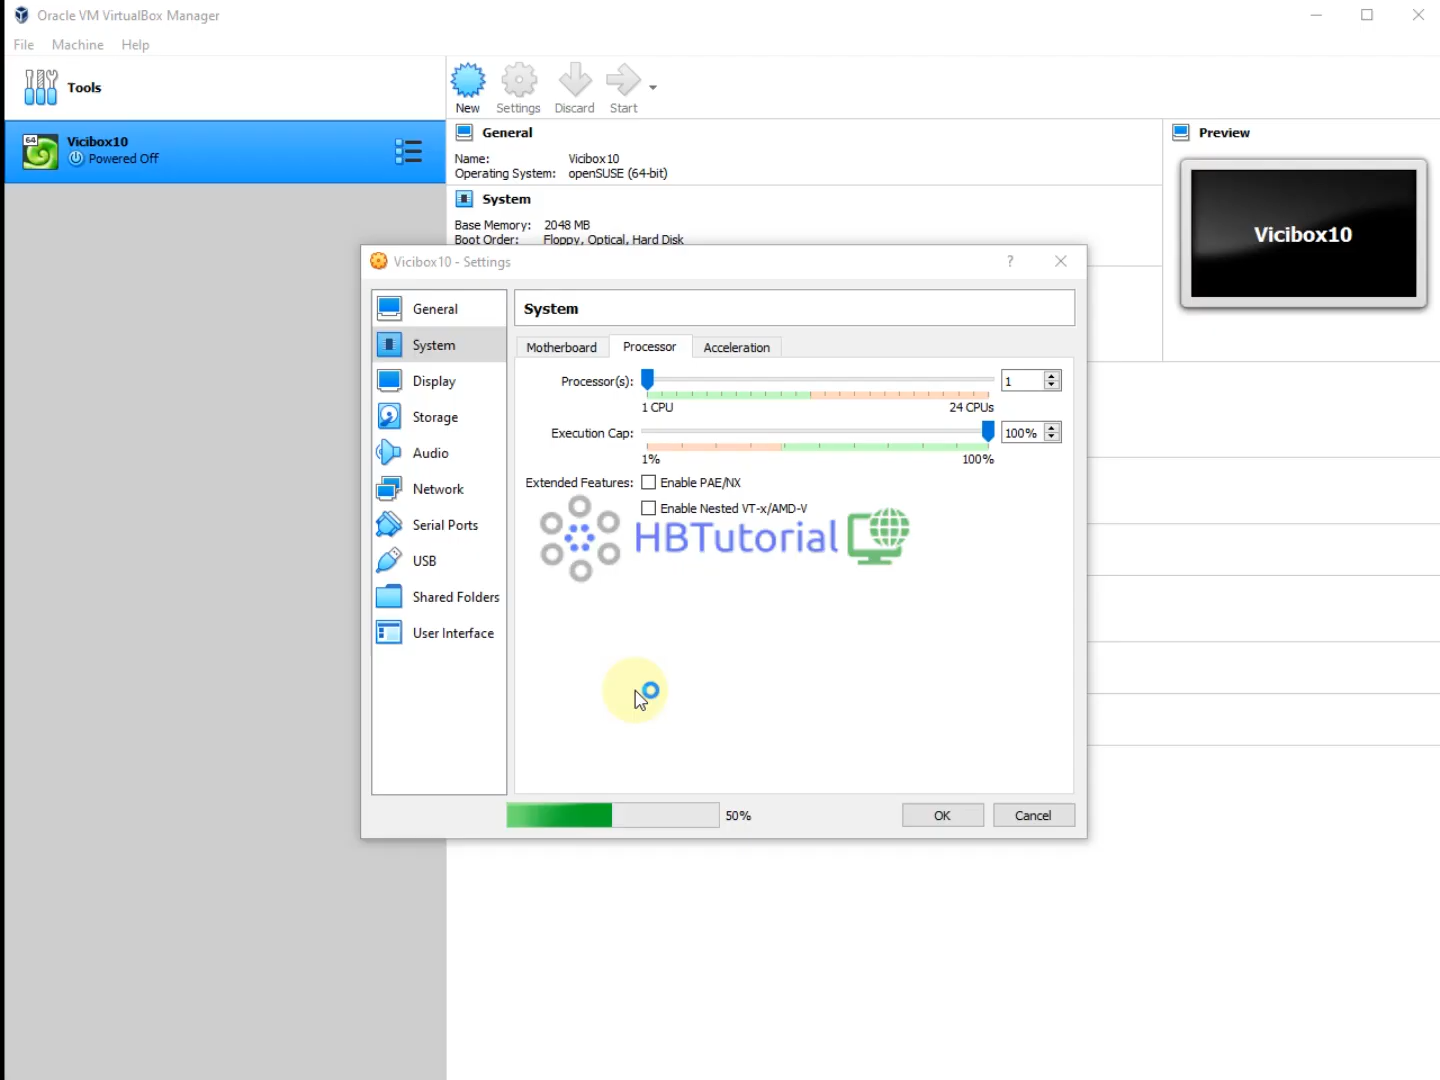 Oracle VM VirtualBox Manager
File Machine Help
Tools
New Settings Discard Start
64
Vicibox10
Powered Off
General
Name: Vicibox10
Operating System: openSUSE (64-bit)
System
Base Memory: 2048 MB
Boot Order: Floppy, Optical, Hard Disk
Preview
Vicibox10
Vicibox10 - Settings
?
General
System
Display
Storage
Audio
Network
Serial Ports
USB
Shared Folders
User Interface
System
Motherboard Processor Acceleration
Processor(s): 1
1 CPU 24 CPUs
Execution Cap: 100%
1% 100%
Extended Features: Enable PAE/NX
Enable Nested VT-x/AMD-V
HBTutorial
50%
OK Cancel